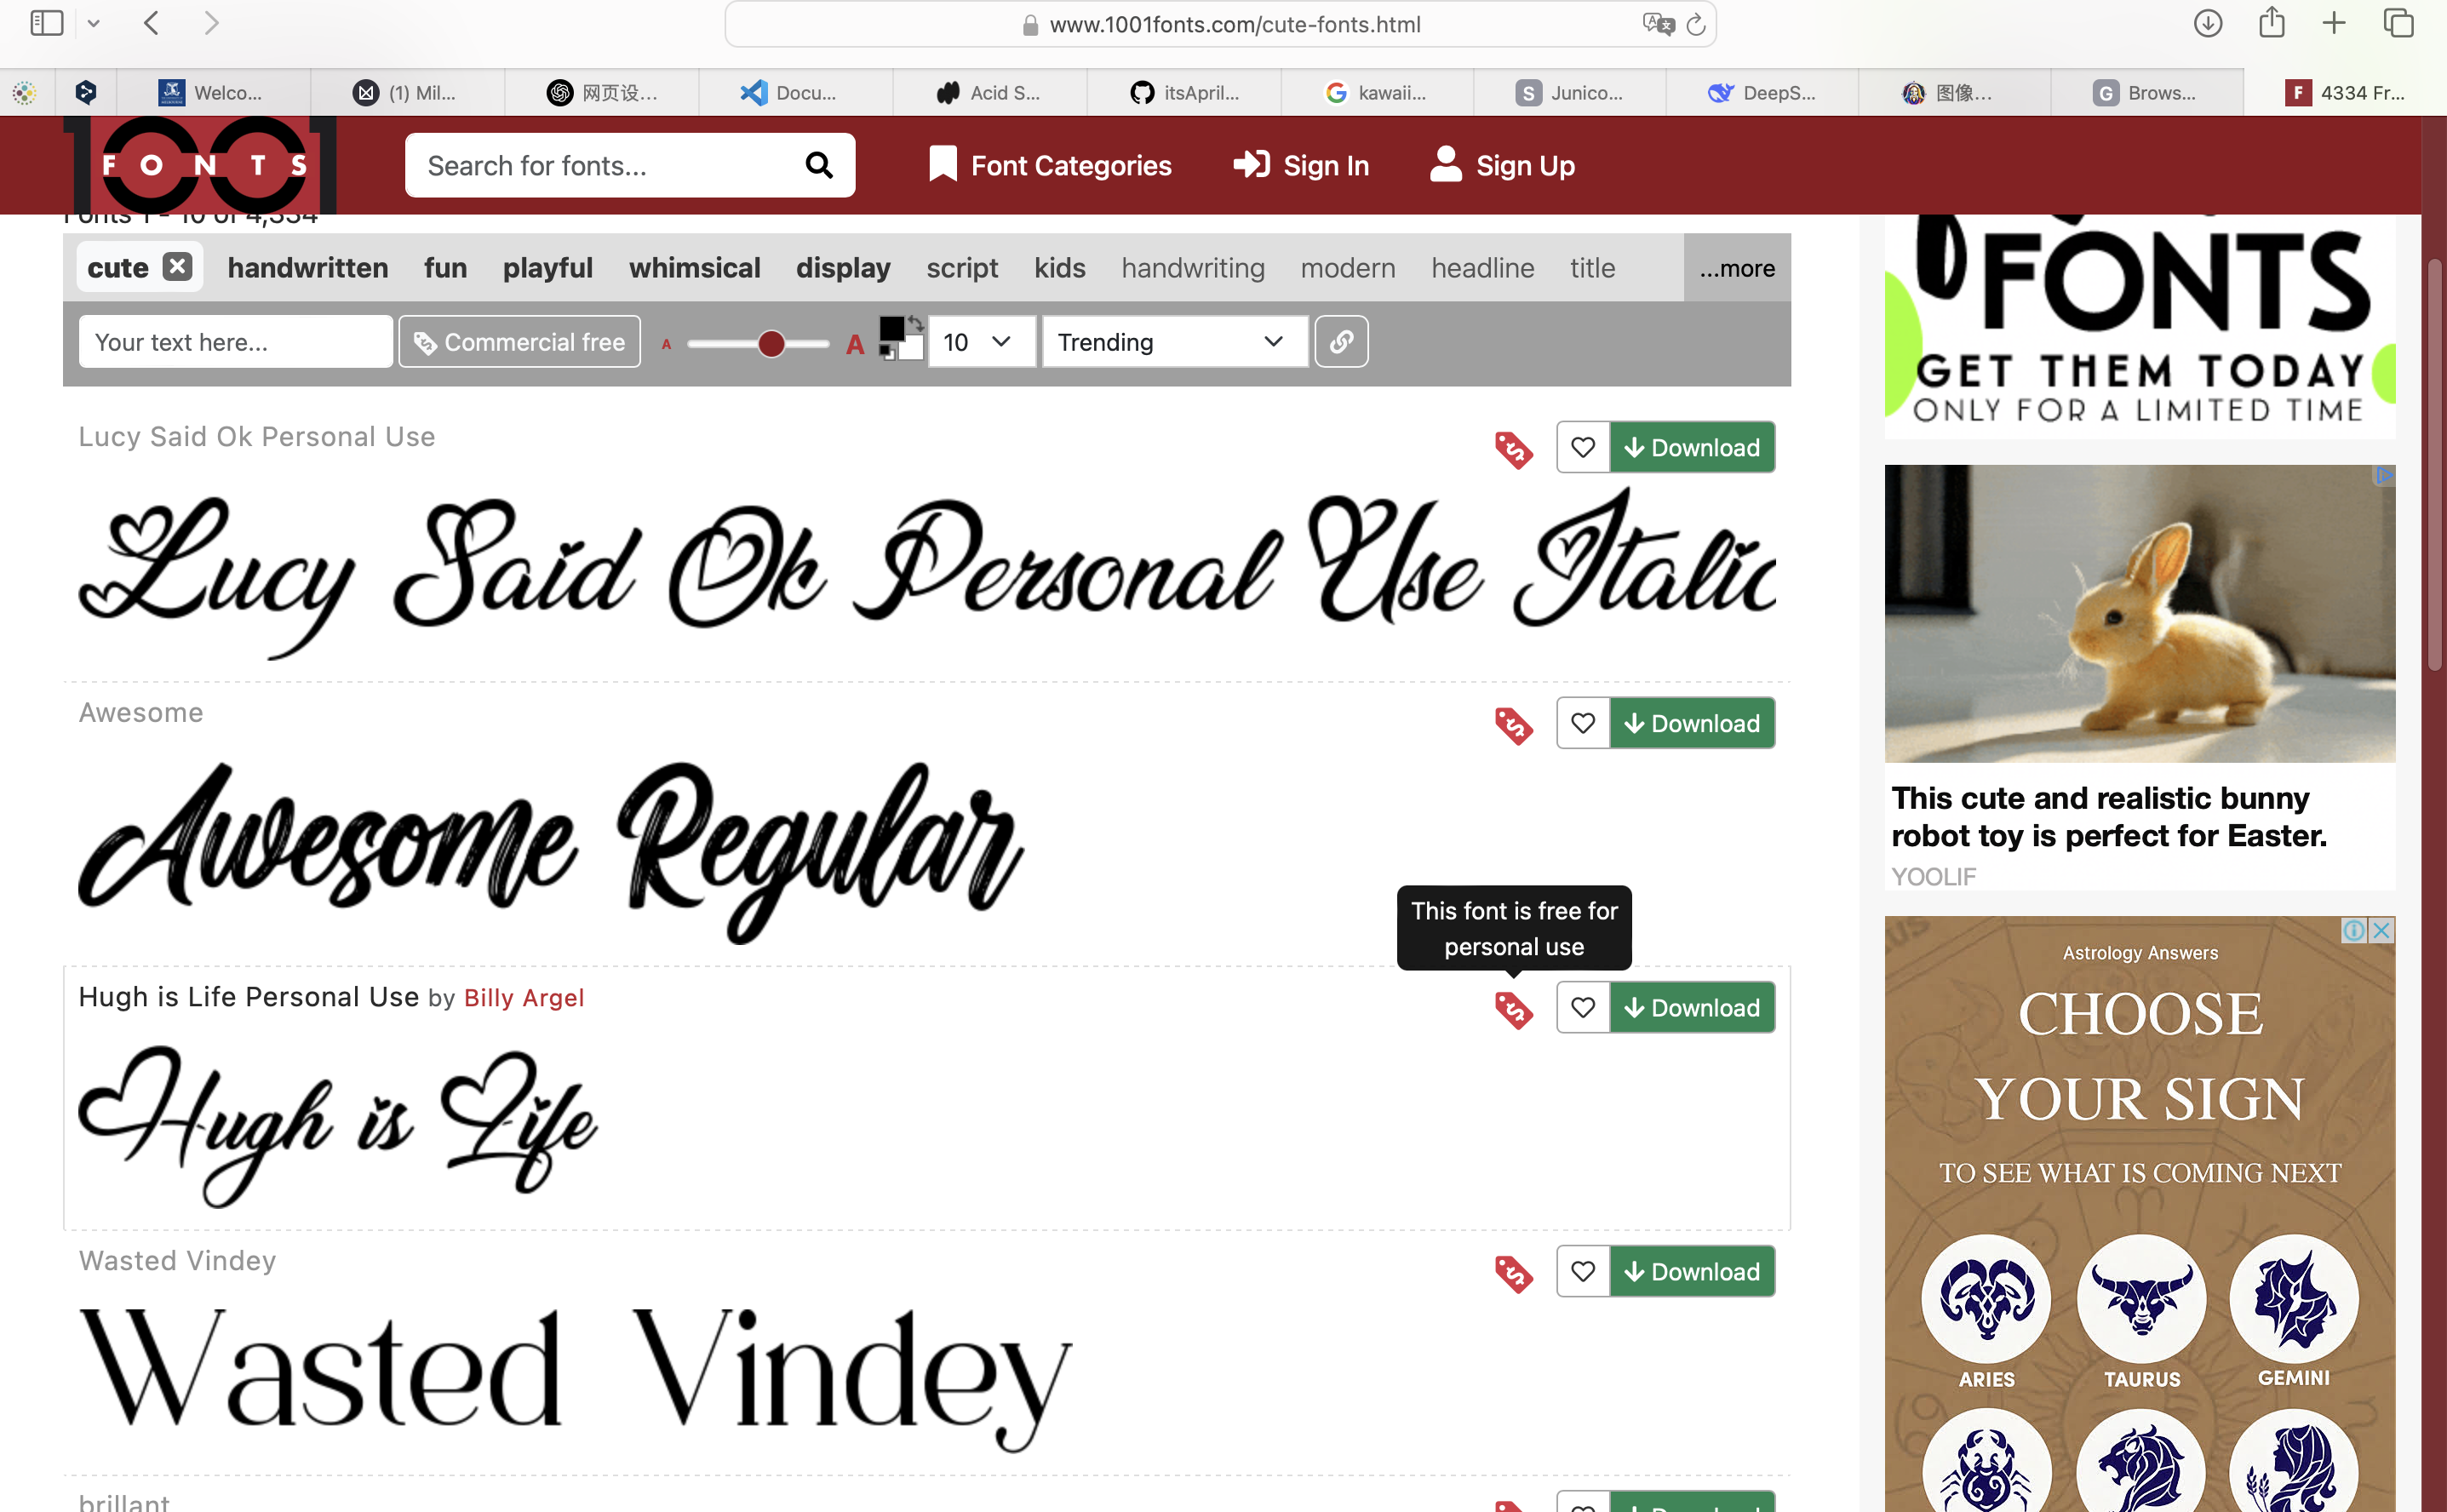 www.1001fonts.com/cute-fonts.html
Welco...
(1) Mil...
网页设...
Docu...
Acid S...
itsApril...
kawaii...
S Junico...
DeepS...
图像...
G Brows...
F 4334 Fr...
1001
FONTS
Search for fonts...
Font Categories
Sign In
Sign Up
Fonts 1 - 10 of 4,334
cute handwritten fun playful whimsical display script kids handwriting modern headline title ...more
Your text here...
Commercial free
A A
10
Trending
Lucy Said Ok Personal Use
Download
Lucy Said Ok Personal Use Italic
Awesome
Download
Awesome Regular
This font is free for
personal use
Hugh is Life Personal Use by Billy Argel
Download
Hugh is Life
Wasted Vindey
Download
Wasted Vindey
brillant
Download
FONTS
GET THEM TODAY
ONLY FOR A LIMITED TIME
This cute and realistic bunny
robot toy is perfect for Easter.
YOOLIF
Astrology Answers
CHOOSE
YOUR SIGN
TO SEE WHAT IS COMING NEXT
ARIES
TAURUS
GEMINI